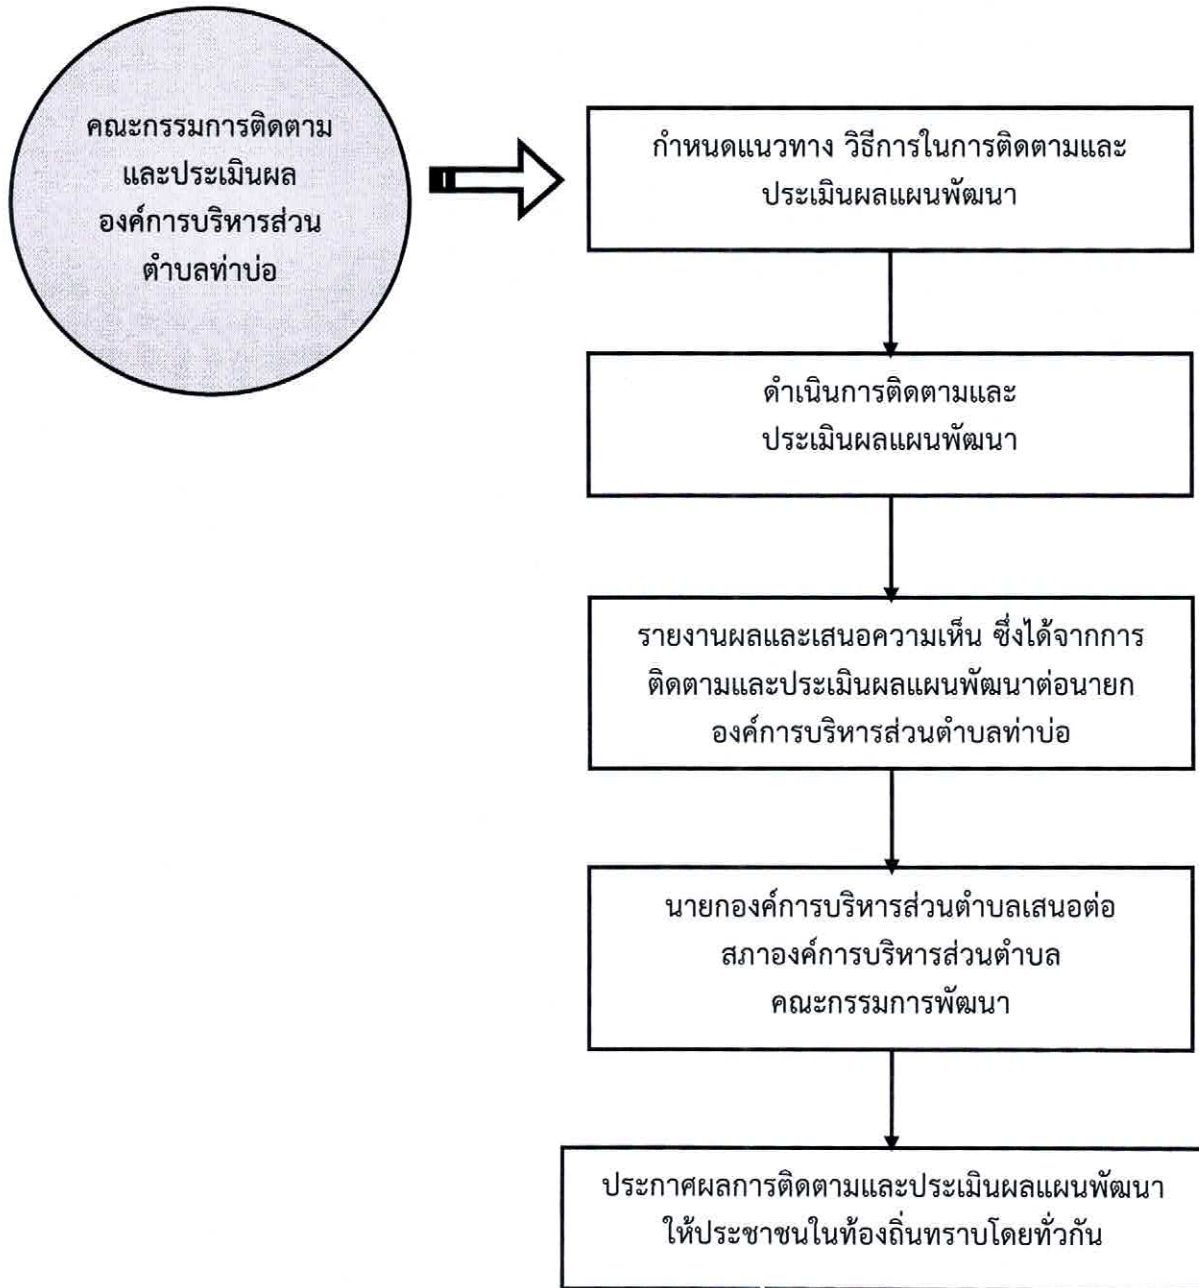 คณะกรรมการติดตาม
และประเมินผล
องค์การบริหารส่วน
ตำบลท่าบ่อ
กำหนดแนวทาง วิธีการในการติดตามและ
ประเมินผลแผนพัฒนา
ดำเนินการติดตามและ
ประเมินผลแผนพัฒนา
รายงานผลและเสนอความเห็น ซึ่งได้จากการ
ติดตามและประเมินผลแผนพัฒนาต่อนายก
องค์การบริหารส่วนตำบลท่าบ่อ
นายกองค์การบริหารส่วนตำบลเสนอต่อ
สภาองค์การบริหารส่วนตำบล
คณะกรรมการพัฒนา
ประกาศผลการติดตามและประเมินผลแผนพัฒนา
ให้ประชาชนในท้องถิ่นทราบโดยทั่วกัน